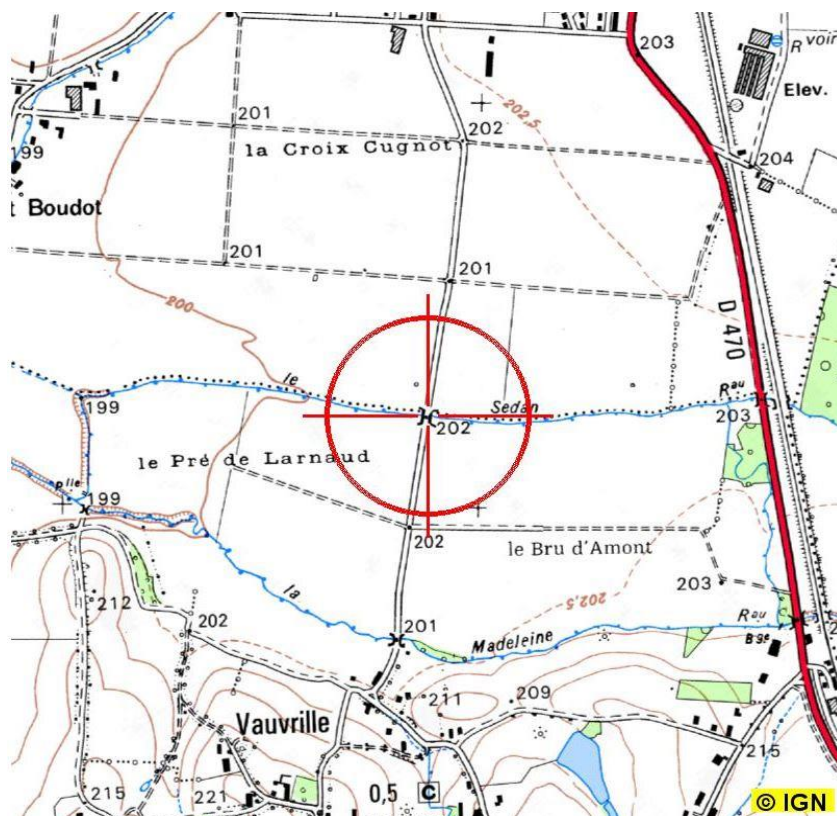 203
R voir
Elev.
201
202
202,5
la Croix Cugnot
199
204
t Boudot
201
201
200
D 470
le
Sedan
Rau
199
202
203
le Pré de Larnaud
Plle
199
202
le Bru d'Amont
203
212
la
202,5
202
201
Madeleine
Rau
Bge
211
209
Vauvrille
215
0,5
C
215
221
© IGN